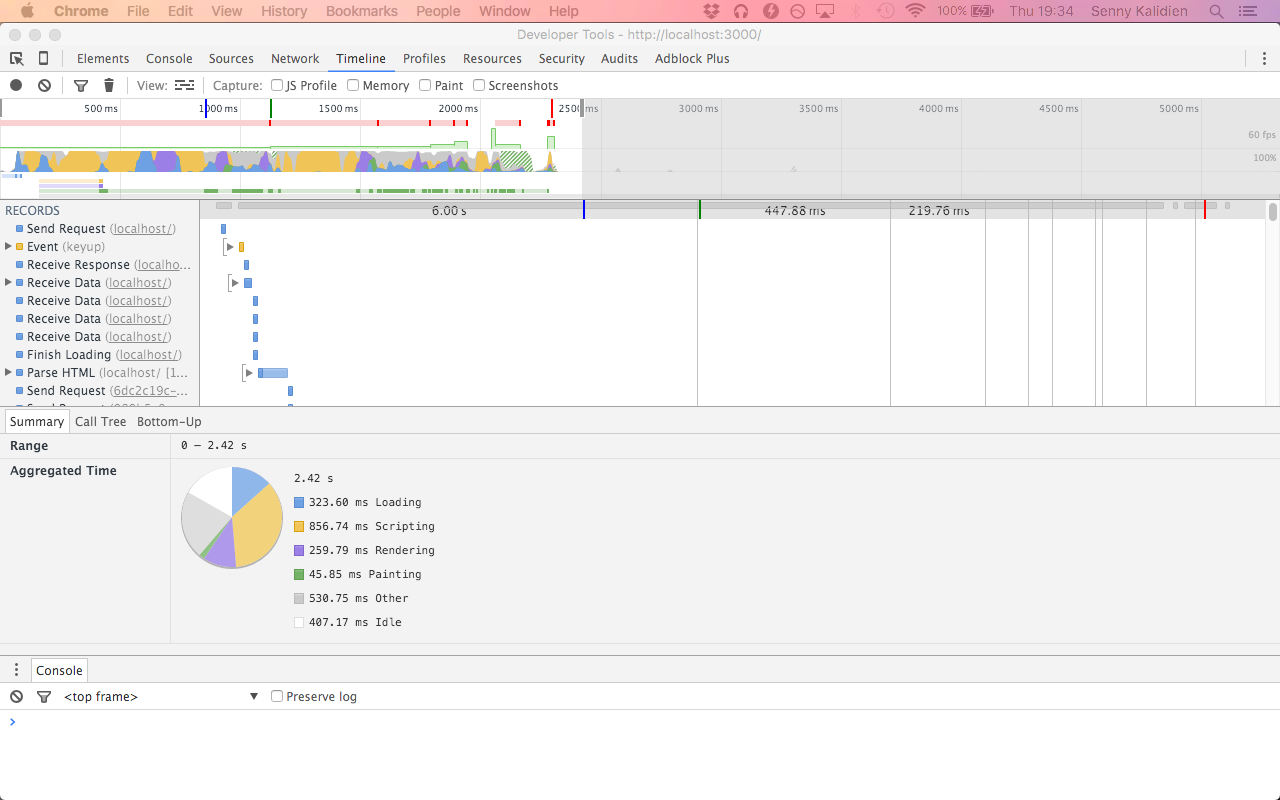 Chrome File Edit View History Bookmarks People Window Help 100% Thu 19:34 Senny Kalidien
Developer Tools - http://localhost:3000/
Elements Console Sources Network Timeline Profiles Resources Security Audits Adblock Plus
View: Capture: JS Profile Memory Paint Screenshots
500 ms 1000 ms 1500 ms 2000 ms 2500 ms 3000 ms 3500 ms 4000 ms 4500 ms 5000 ms
60 fps
100%
RECORDS 6.00 s 447.88 ms 219.76 ms
Send Request (localhost/)
Event (keyup)
Receive Response (localho...
Receive Data (localhost/)
Receive Data (localhost/)
Receive Data (localhost/)
Receive Data (localhost/)
Finish Loading (localhost/)
Parse HTML (localhost/ [1...
Send Request (6dc2c19c-...
Summary Call Tree Bottom-Up
Range 0 – 2.42 s
Aggregated Time
2.42 s
323.60 ms Loading
856.74 ms Scripting
259.79 ms Rendering
45.85 ms Painting
530.75 ms Other
407.17 ms Idle
Console
<top frame> ▼ Preserve log
>